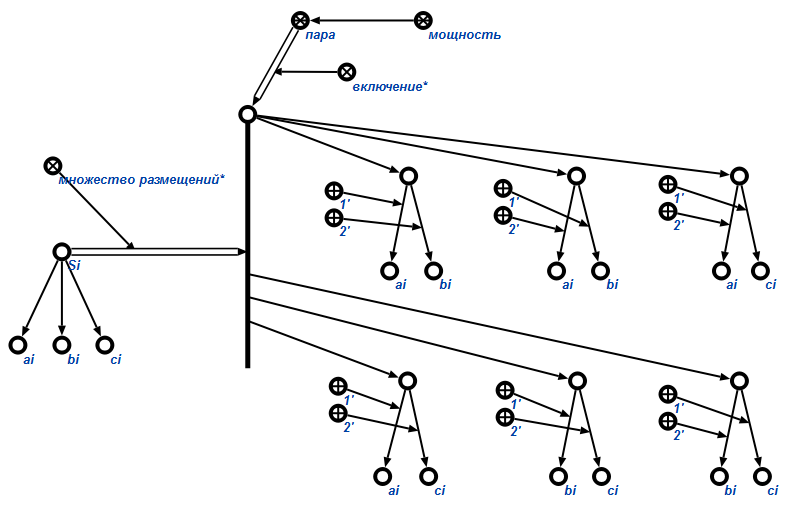 пара
мощность
включение*
множество размещений*
Si
ai
bi
ci
1'
2'
ai
bi
1'
2'
ai
bi
1'
2'
ai
ci
1'
2'
ai
ci
1'
2'
bi
ci
1'
2'
bi
ci